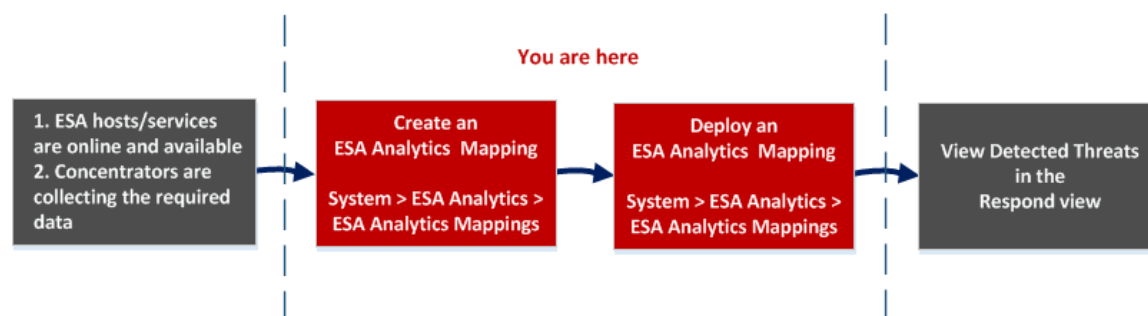 You are here
1. ESA hosts/services
are online and available
2. Concentrators are
collecting the required
data
Create an
ESA Analytics Mapping
System > ESA Analytics >
ESA Analytics Mappings
Deploy an
ESA Analytics Mapping
System > ESA Analytics >
ESA Analytics Mappings
View Detected Threats
in the
Respond view